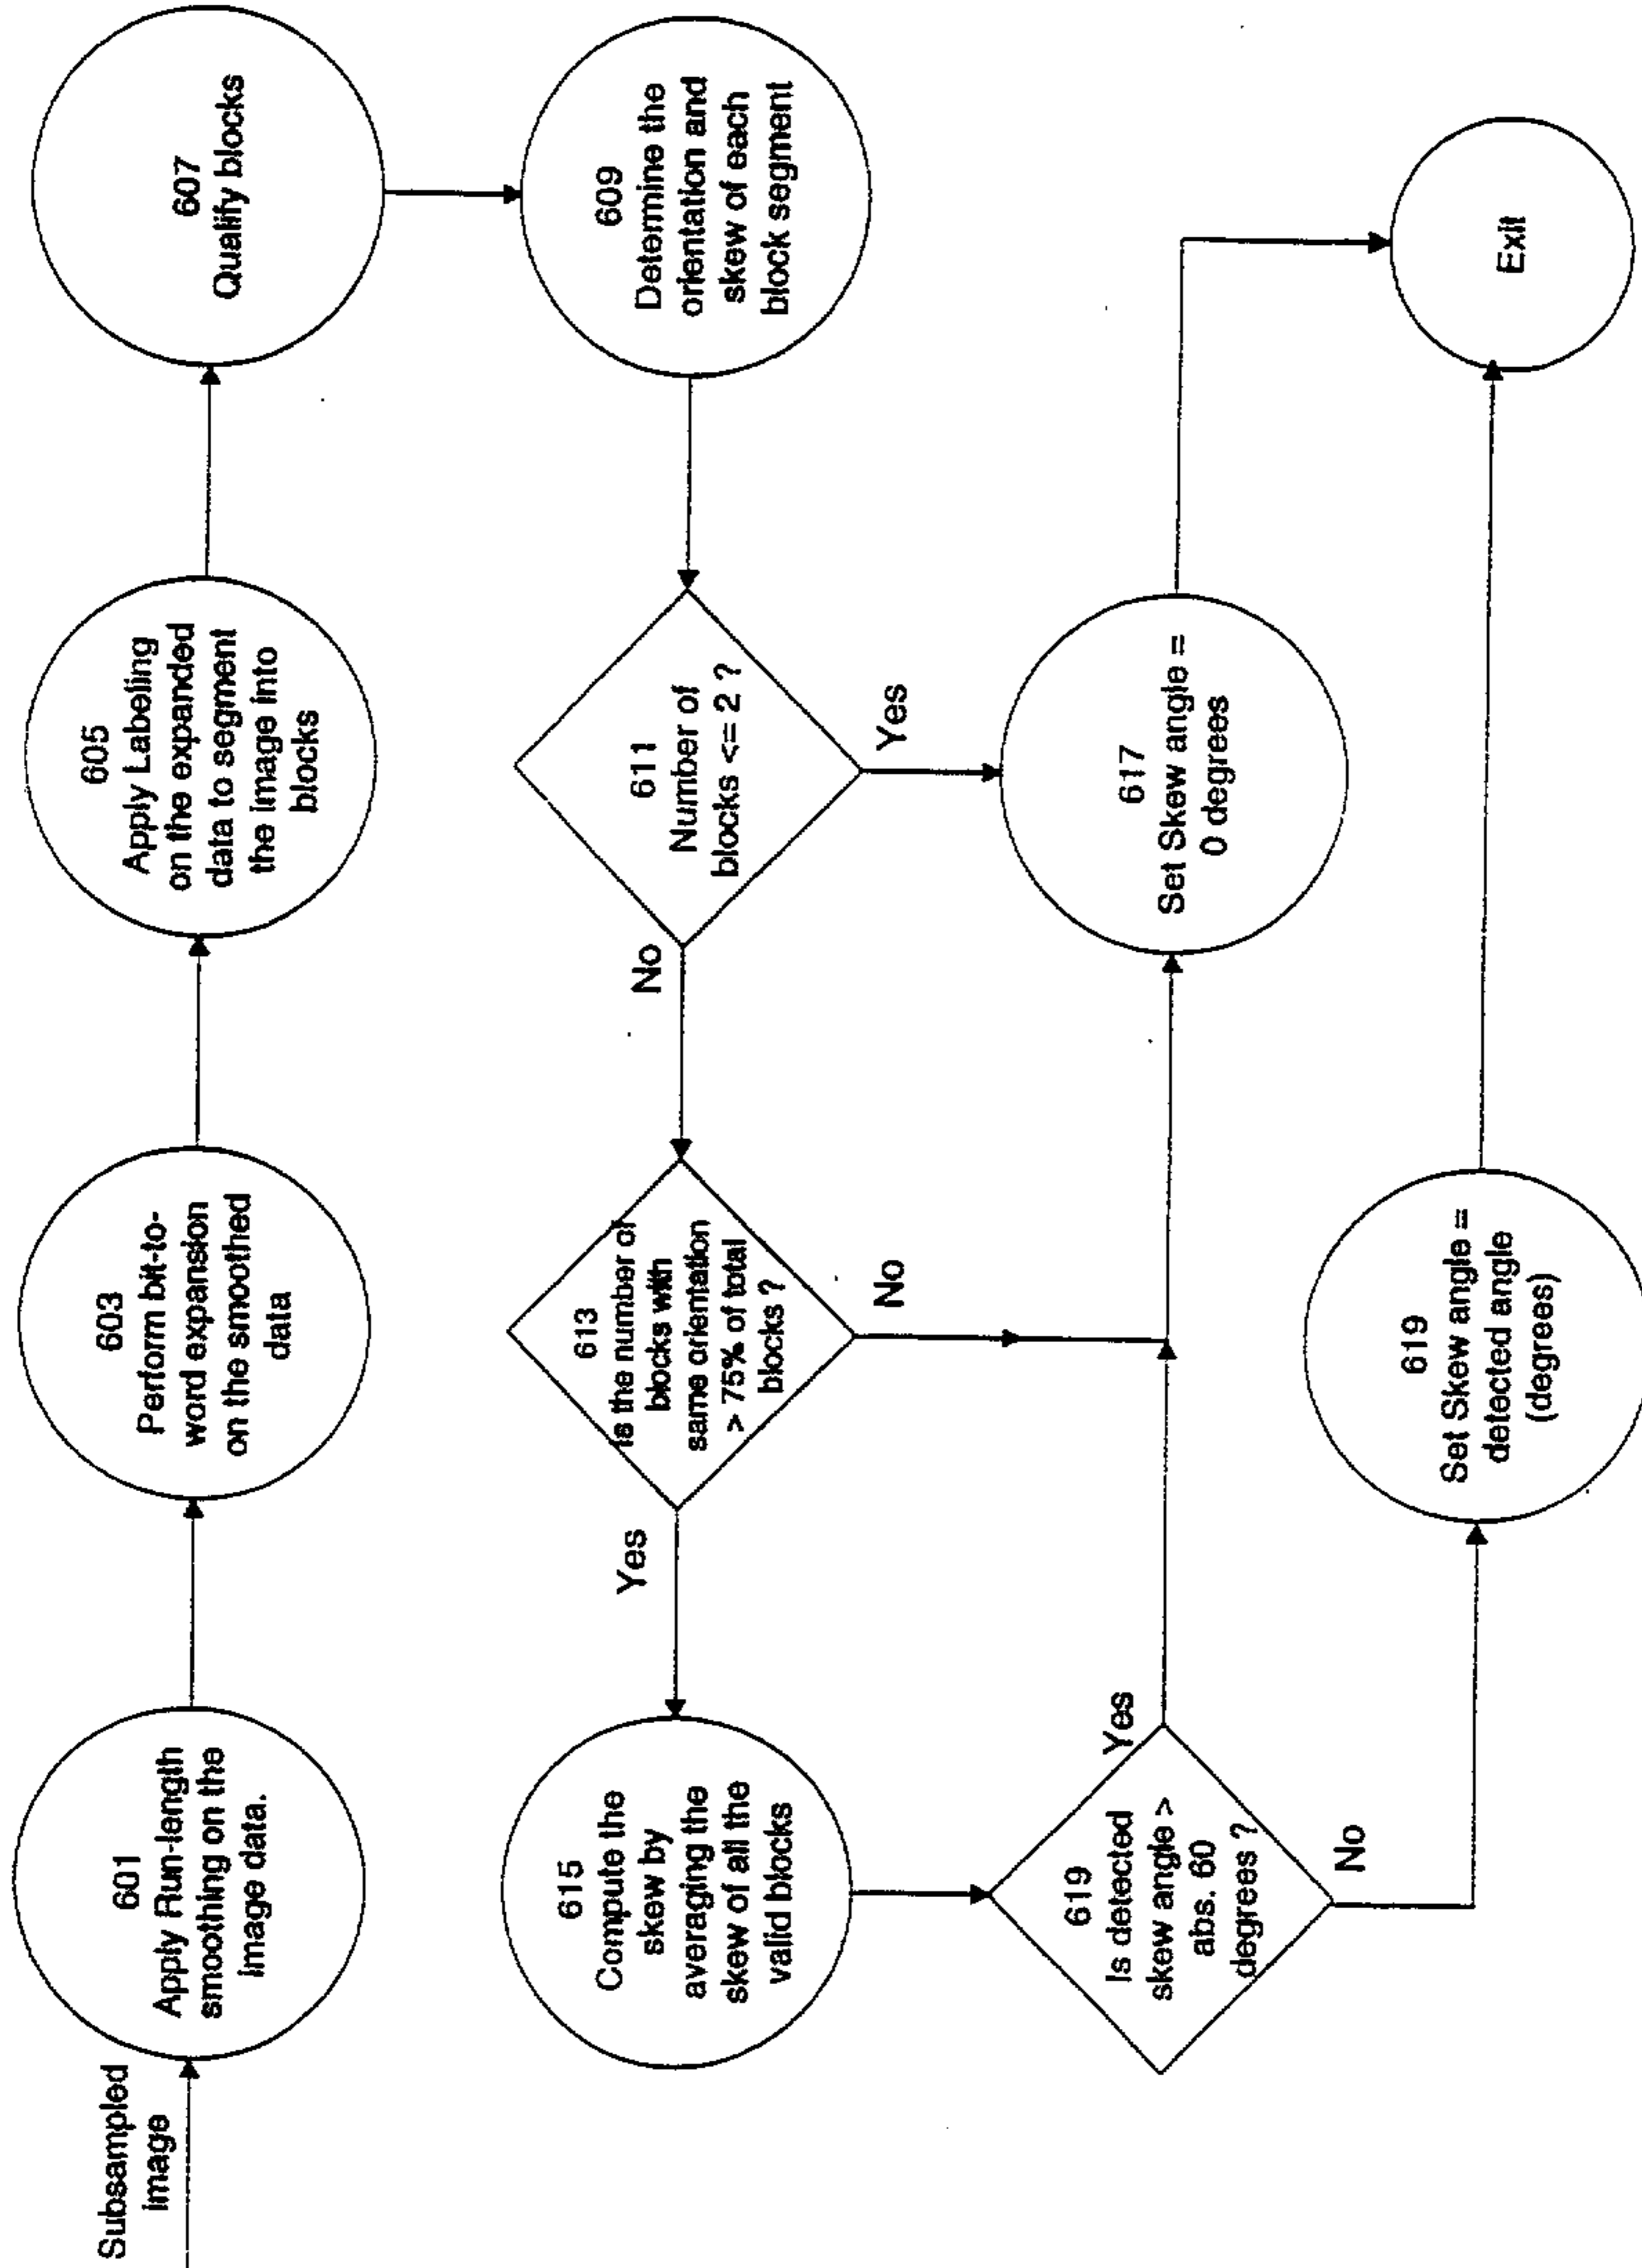 Subsampled
image
601
Apply Run-length
smoothing on the
image data.
603
Perform bit-to-
word expansion
on the smoothed
data
605
Apply Labelling
on the expanded
data to segment
the image into
blocks
607
Qualify blocks
609
Determine the
orientation and
skew of each
block segment
611
Number of
blocks <= 2 ?
No
Yes
613
Is the number of
blocks with
same orientation
> 75% of total
blocks ?
Yes
No
615
Compute the
skew by
averaging the
skew of all the
valid blocks
617
Set Skew angle =
0 degrees
619
Is detected
skew angle >
abs. 60
degrees ?
Yes
No
619
Set Skew angle =
detected angle
(degrees)
Exit